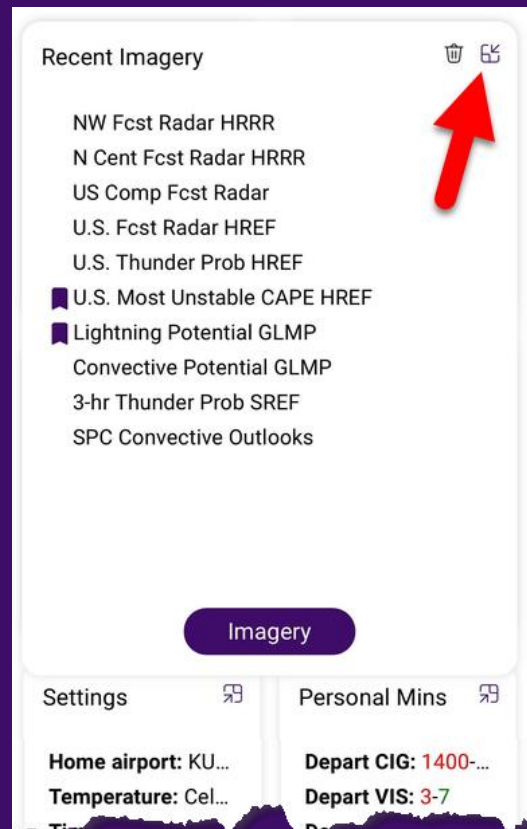 Recent Imagery
NW Fcst Radar HRRR
N Cent Fcst Radar HRRR
US Comp Fcst Radar
U.S. Fcst Radar HREF
U.S. Thunder Prob HREF
U.S. Most Unstable CAPE HREF
Lightning Potential GLMP
Convective Potential GLMP
3-hr Thunder Prob SREF
SPC Convective Outlooks
Imagery
Settings
Personal Mins
Home airport: KU...
Depart CIG: 1400-...
Temperature: Cel...
Depart VIS: 3-7